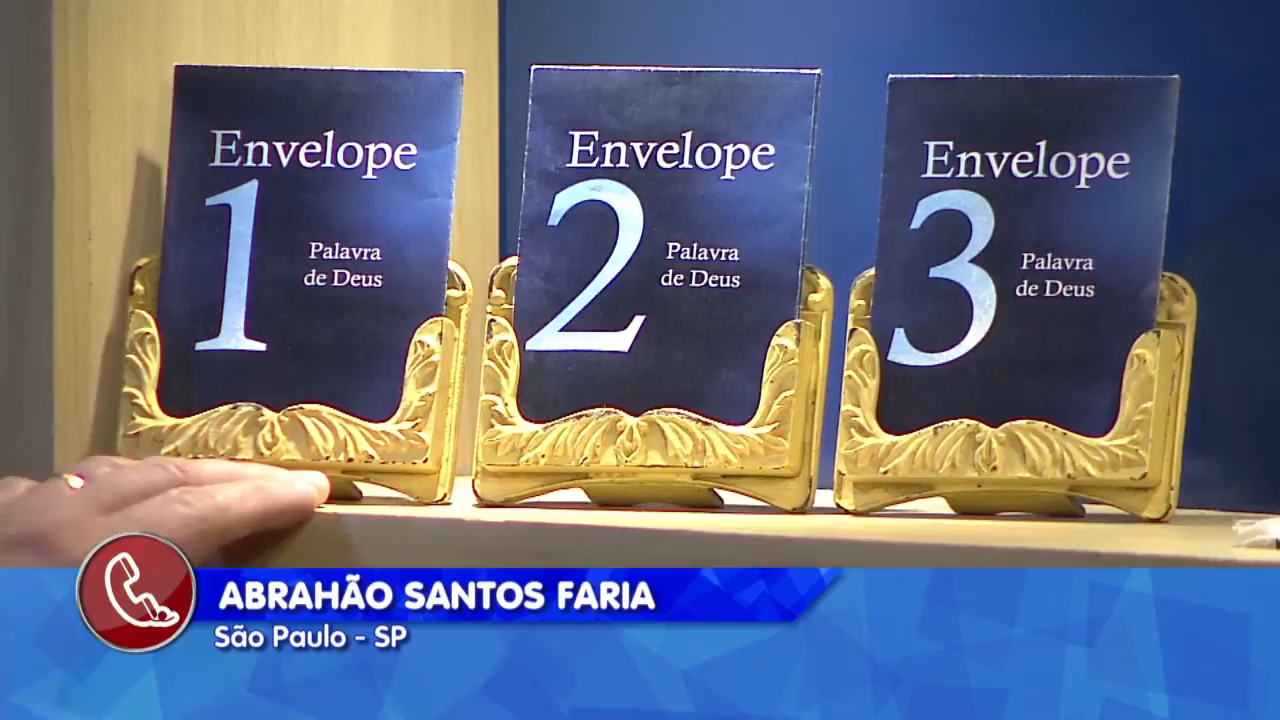 Envelope
1
Palavra
de Deus
Envelope
2
Palavra
de Deus
Envelope
3
Palavra
de Deus
ABRAHÃO SANTOS FARIA
São Paulo - SP